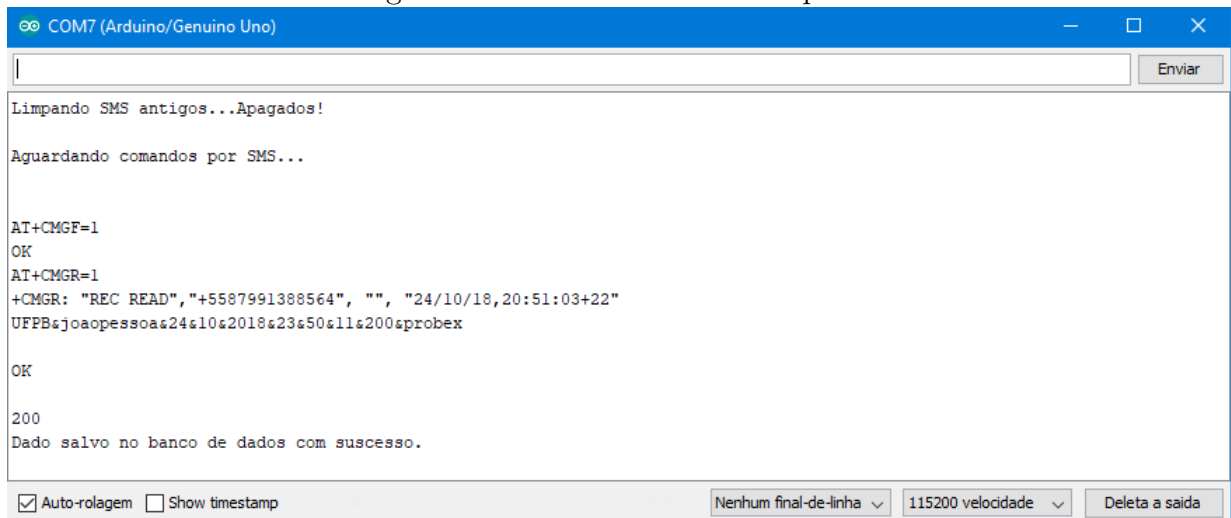 COM7 (Arduino/Genuino Uno)
Enviar
Limpando SMS antigos...Apagados!
Aguardando comandos por SMS...
AT+CMGF=1
OK
AT+CMGR=1
+CMGR: "REC READ","+5587991388564", "", "24/10/18,20:51:03+22"
UFPB&joaopessoa&24&10&2018&23&50&11&200&probex
OK
200
Dado salvo no banco de dados com suscesso.
Auto-rolagem Show timestamp Nenhum final-de-linha 115200 velocidade Deleta a saida